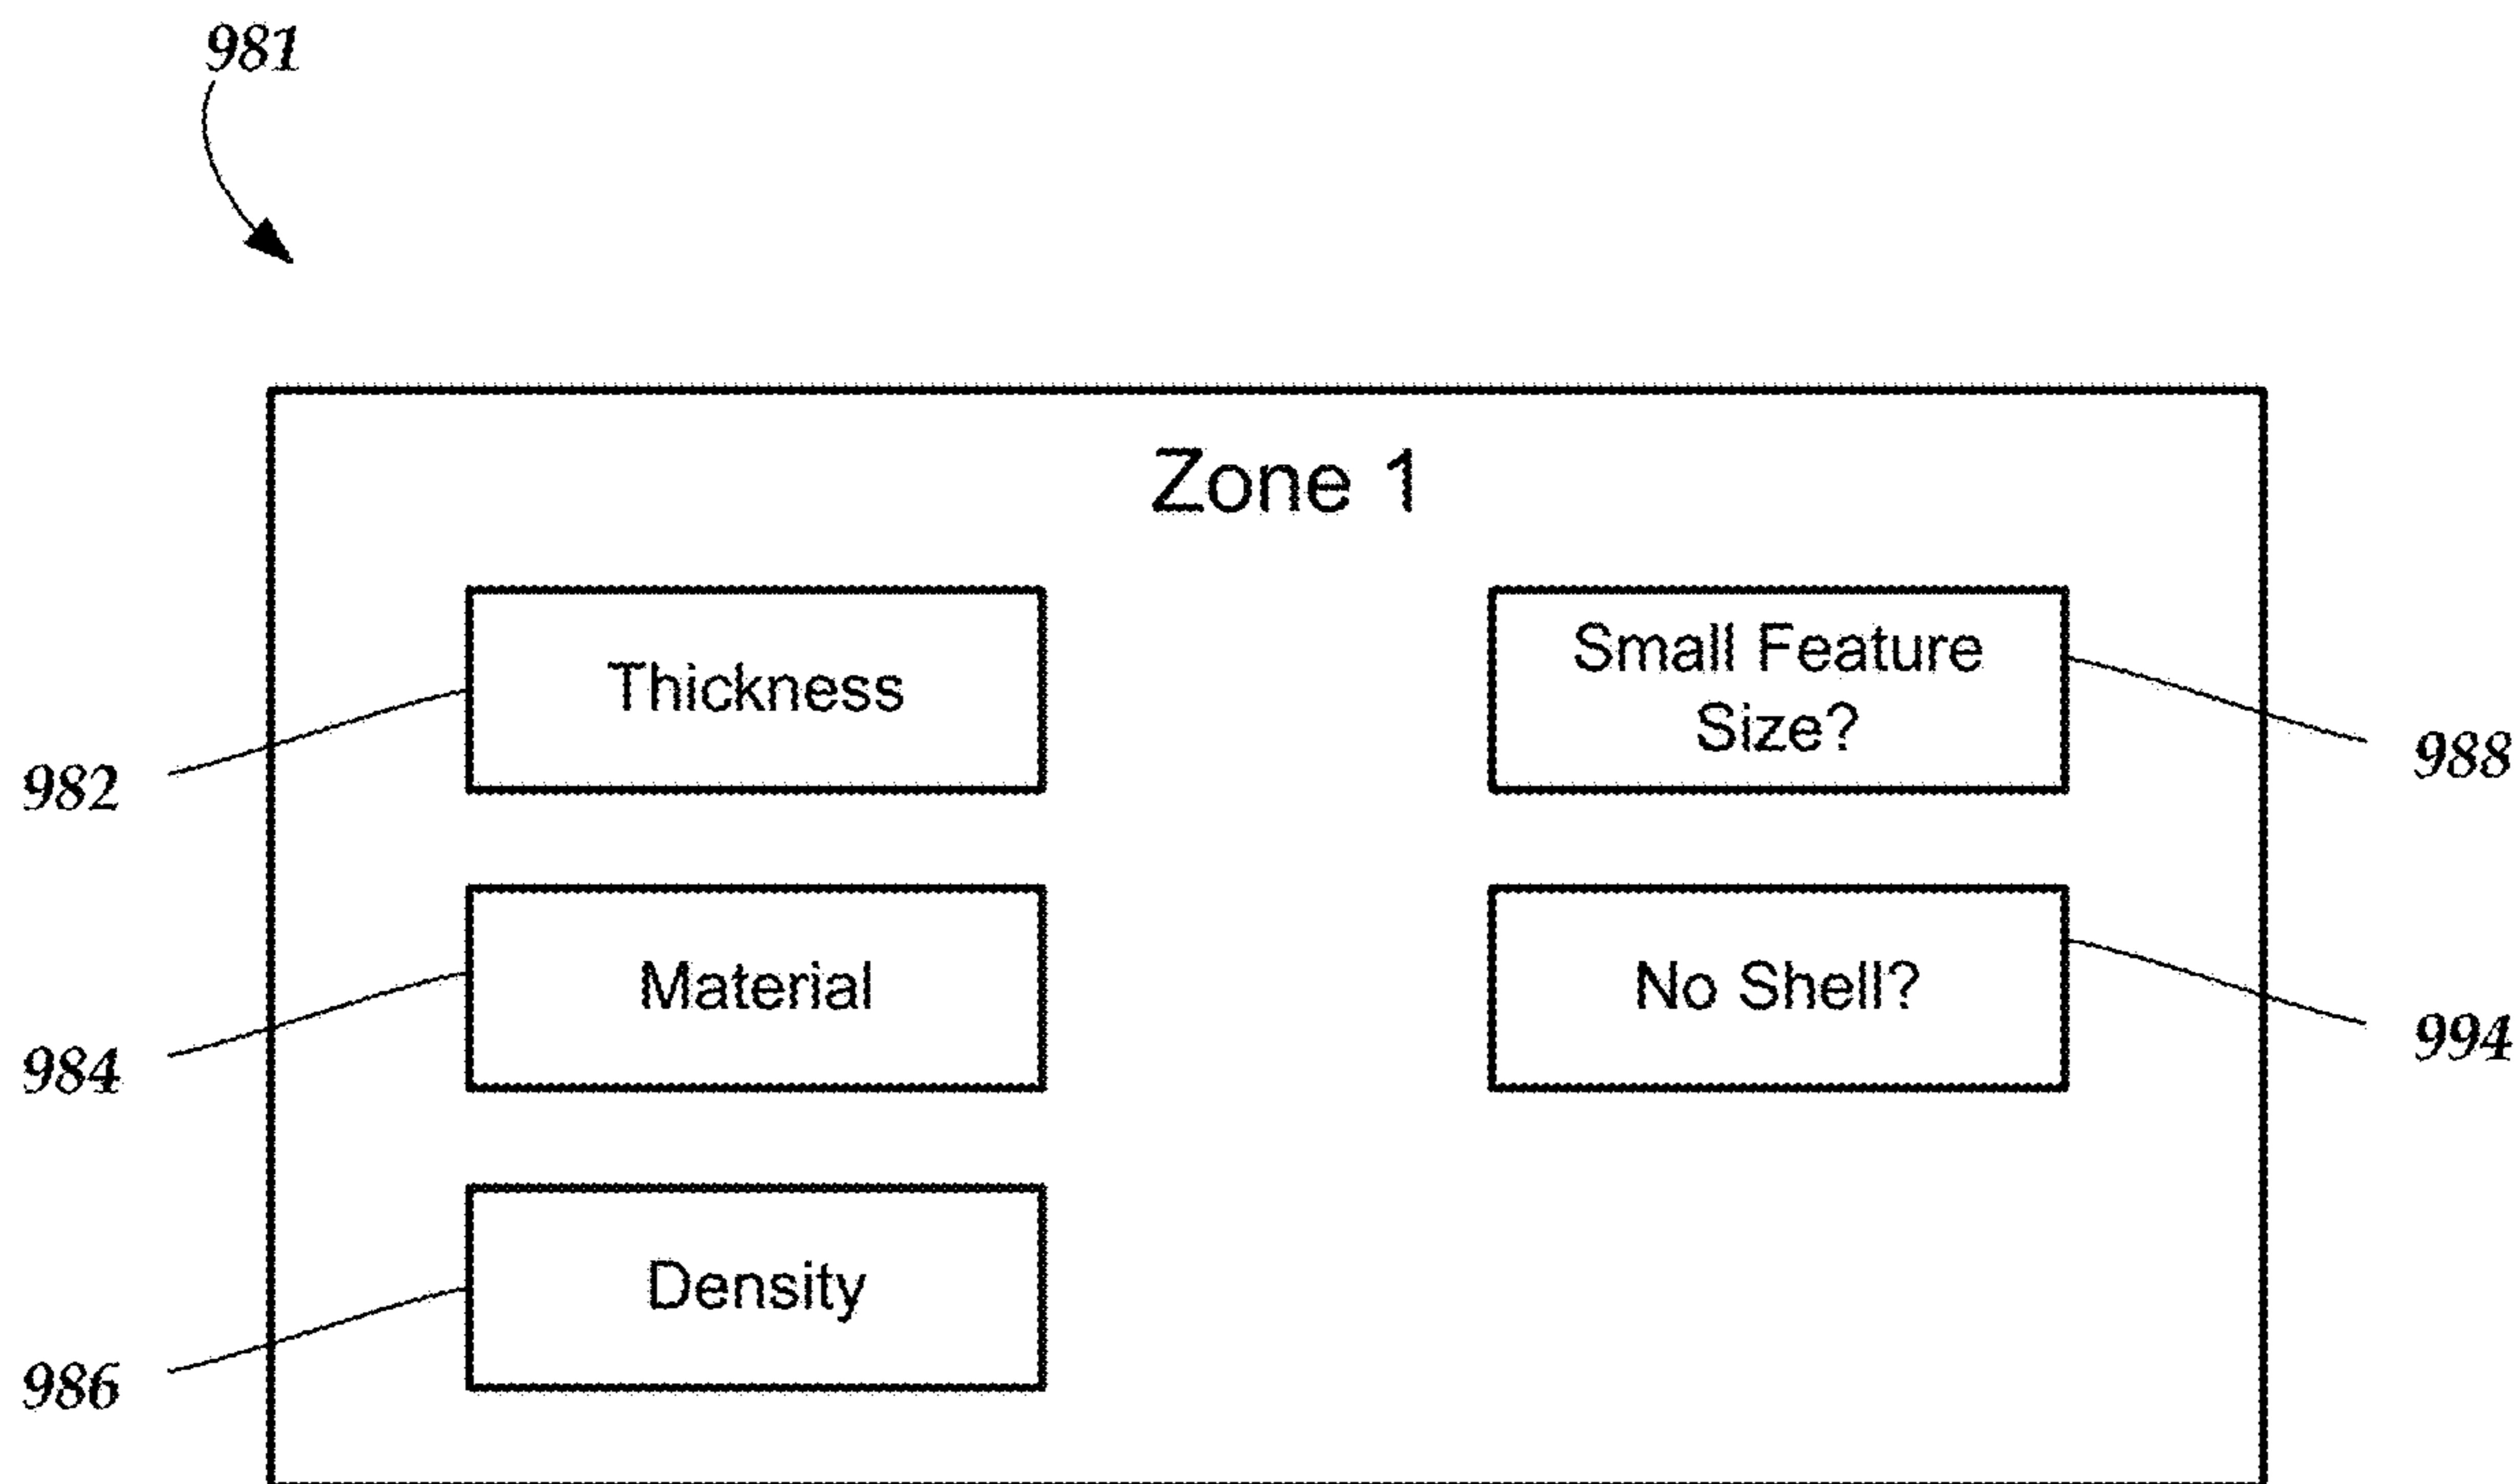 981
Zone 1
Thickness
Small Feature
Size?
982
988
Material
No Shell?
984
994
Density
986